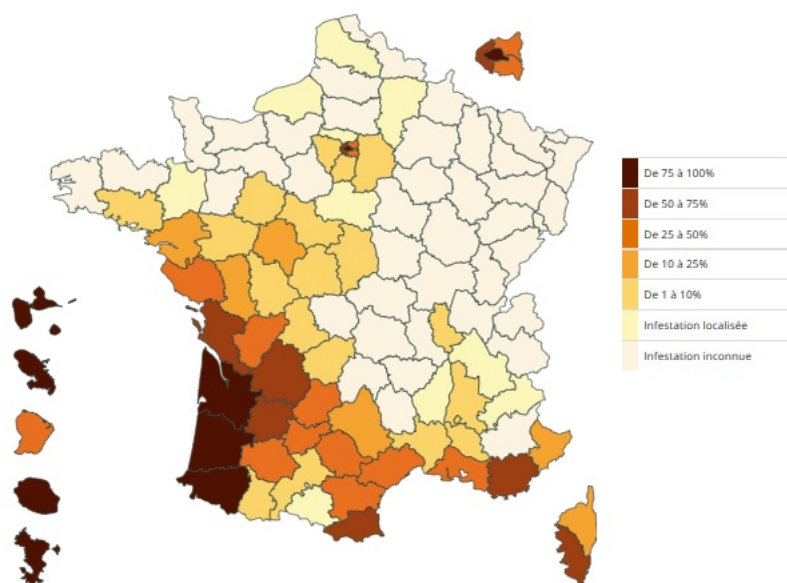 De 75 à 100%
De 50 à 75%
De 25 à 50%
De 10 à 25%
De 1 à 10%
Infestation localisée
Infestation inconnue